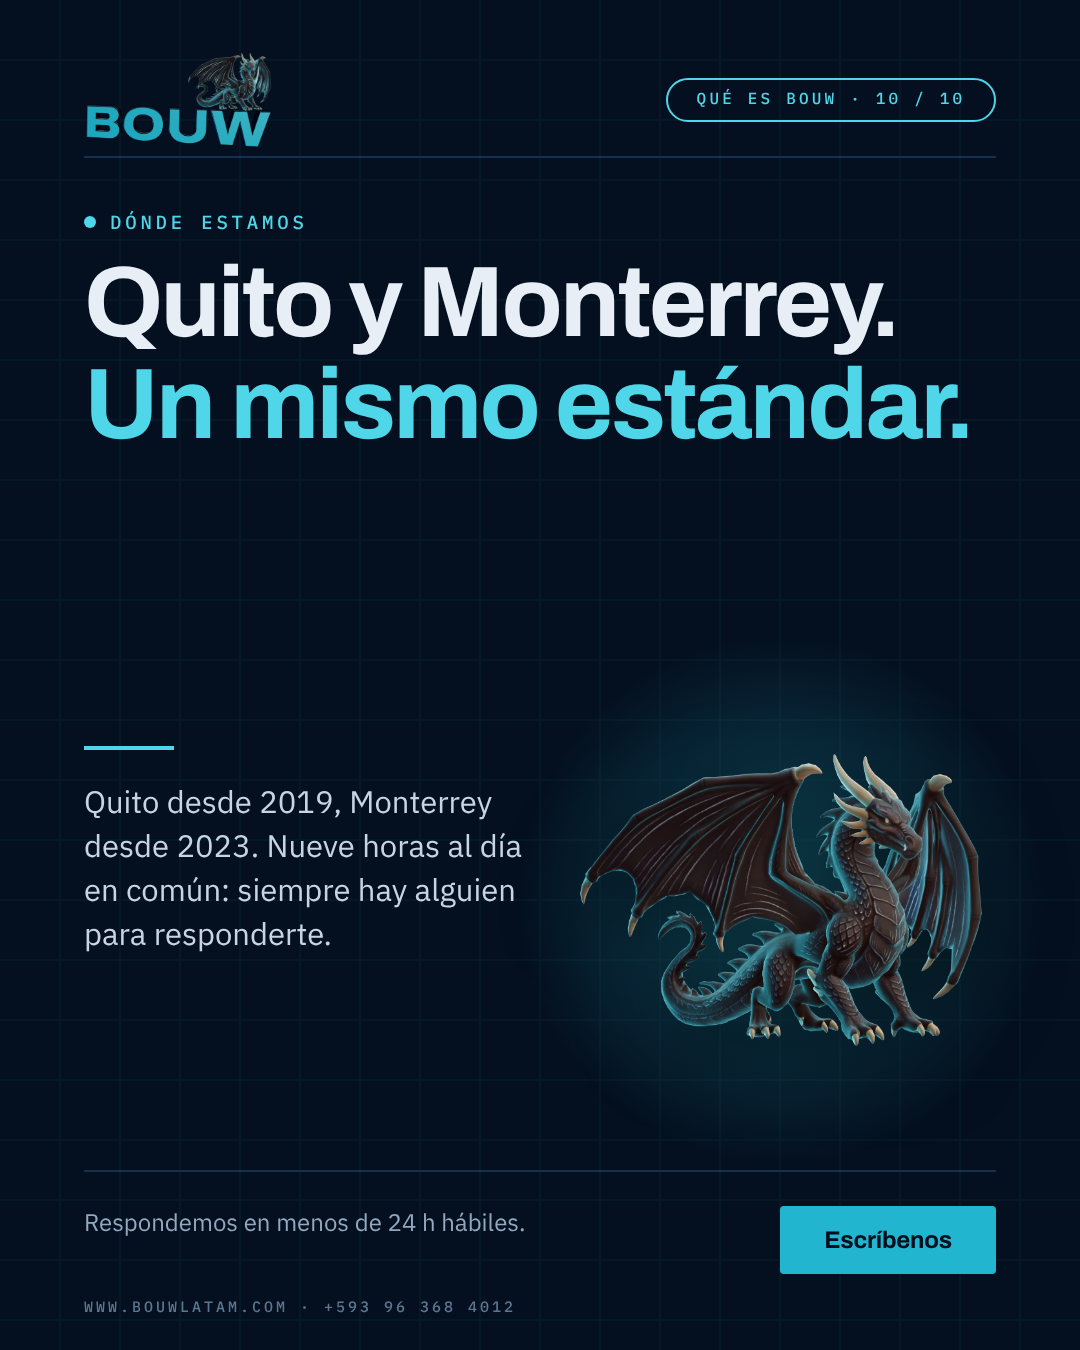 BOUW
QUÉ ES BOUW · 10 / 10
DÓNDE ESTAMOS
Quito y Monterrey.
Un mismo estándar.
Quito desde 2019, Monterrey
desde 2023. Nueve horas al día
en común: siempre hay alguien
para responderte.
Respondemos en menos de 24 h hábiles.
Escríbenos
WWW.BOUWLATAM.COM · +593 96 368 4012